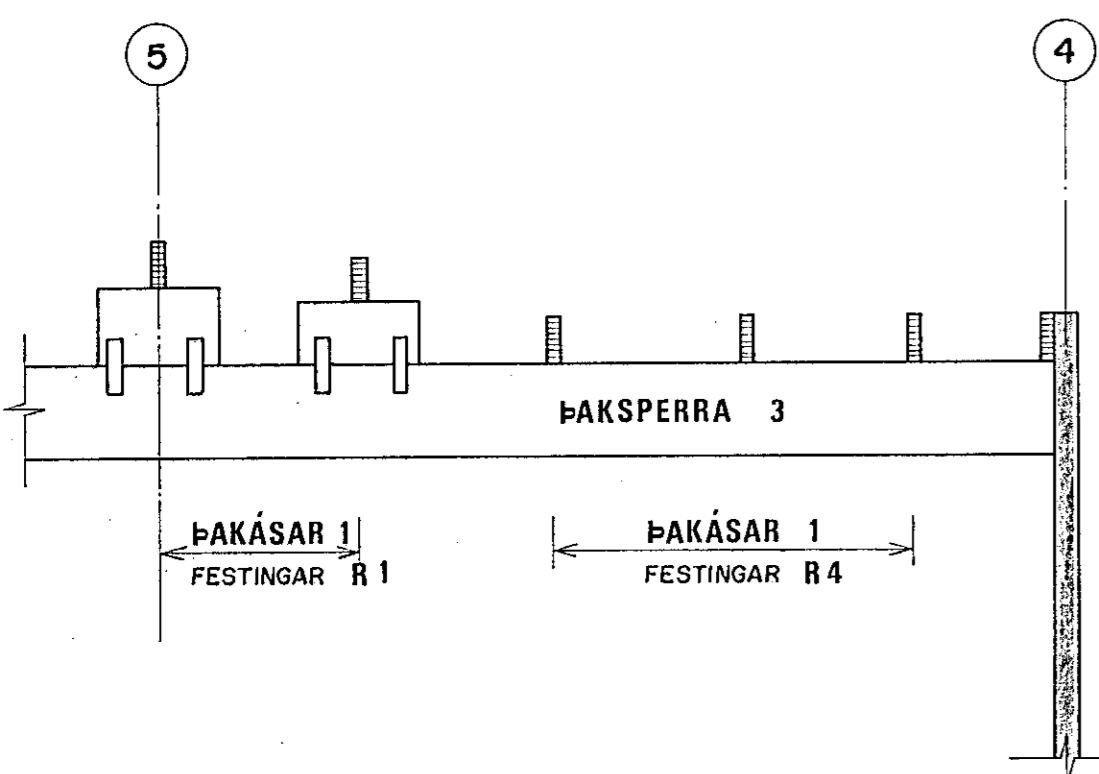 5
4
ÞAKSPERRA 3
ÞAKÁSAR 1
FESTINGAR R1
ÞAKÁSAR 1
FESTINGAR R4